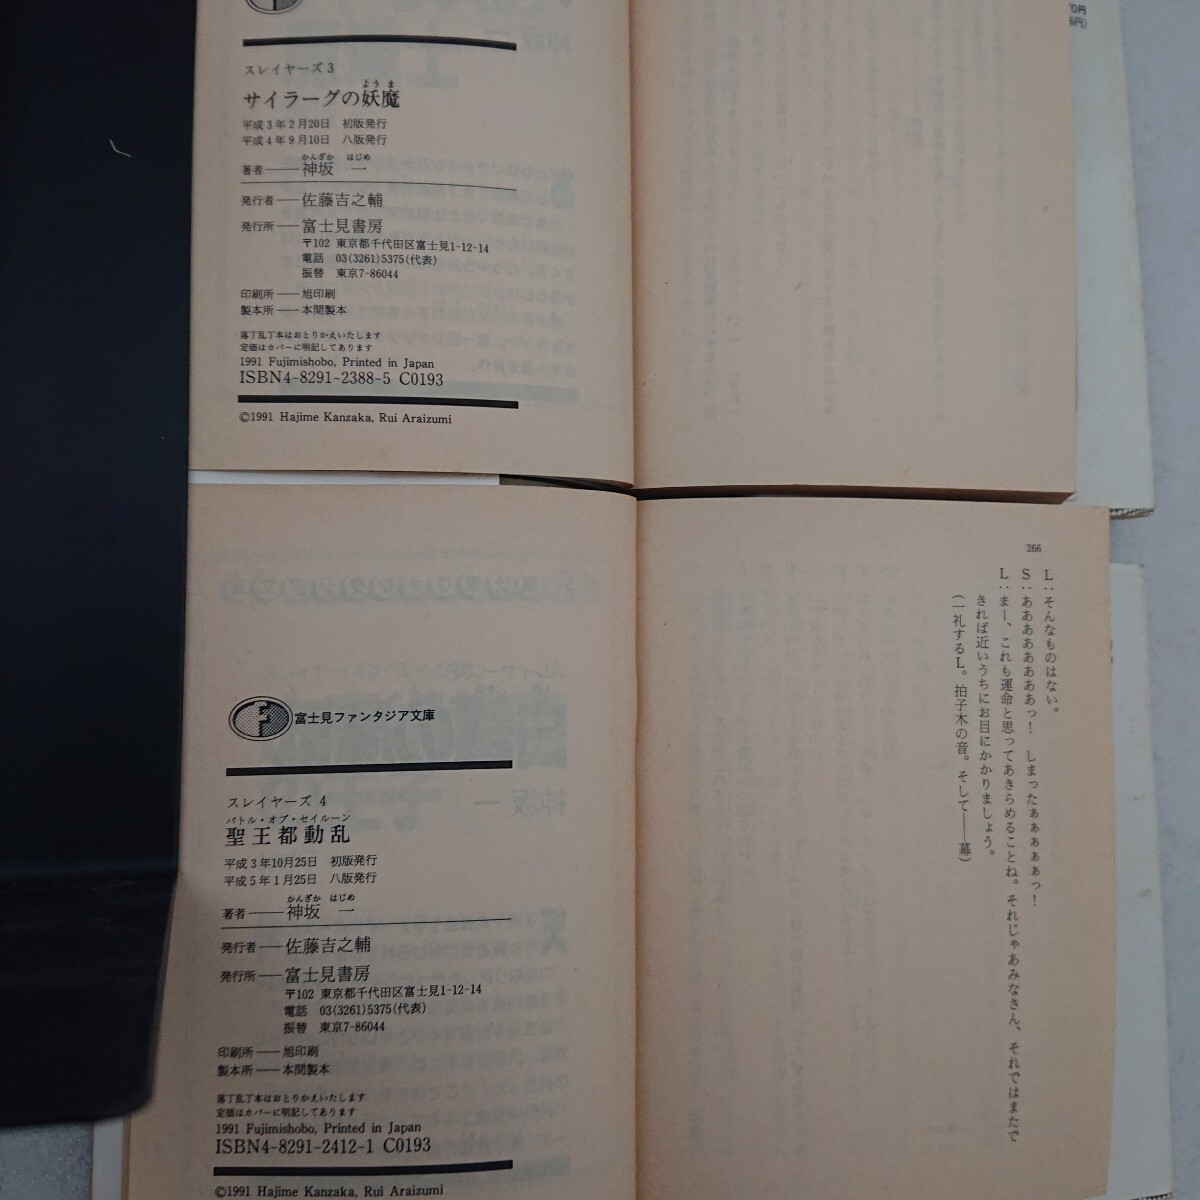 スレイヤーズ 3
ようま
サイラーグの妖魔
平成3年2月20日 初版発行
平成4年9月10日 八版発行
かんざか はじめ
著者――神坂 一
発行者――佐藤吉之輔
発行所――富士見書房
〒102 東京都千代田区富士見1-12-14
電話 03(3261)5375(代表)
振替 東京7-86044
印刷所――旭印刷
製本所――本間製本
落丁乱丁本はおとりかえいたします
定価はカバーに明記してあります
1991 Fujimishobo, Printed in Japan
ISBN4-8291-2388-5 C0193
©1991 Hajime Kanzaka, Rui Araizumi
266
L：そんなものはない。
S：あああああああああっ！ しまったぁぁぁぁぁっ！
L：まー、これも運命と思ってあきらめることね。それじゃあみなさん、それではまたで
きれば近いうちにお目にかかりましょう。
（一礼するL。拍子木の音。そして――幕）
富士見ファンタジア文庫
スレイヤーズ 4
バトル・オブ・セイルーン
聖王都動乱
平成3年10月25日 初版発行
平成5年1月25日 八版発行
かんざか はじめ
著者――神坂 一
発行者――佐藤吉之輔
発行所――富士見書房
〒102 東京都千代田区富士見1-12-14
電話 03(3261)5375(代表)
振替 東京7-86044
印刷所――旭印刷
製本所――本間製本
落丁乱丁本はおとりかえいたします
定価はカバーに明記してあります
1991 Fujimishobo, Printed in Japan
ISBN4-8291-2412-1 C0193
©1991 Hajime Kanzaka, Rui Araizumi